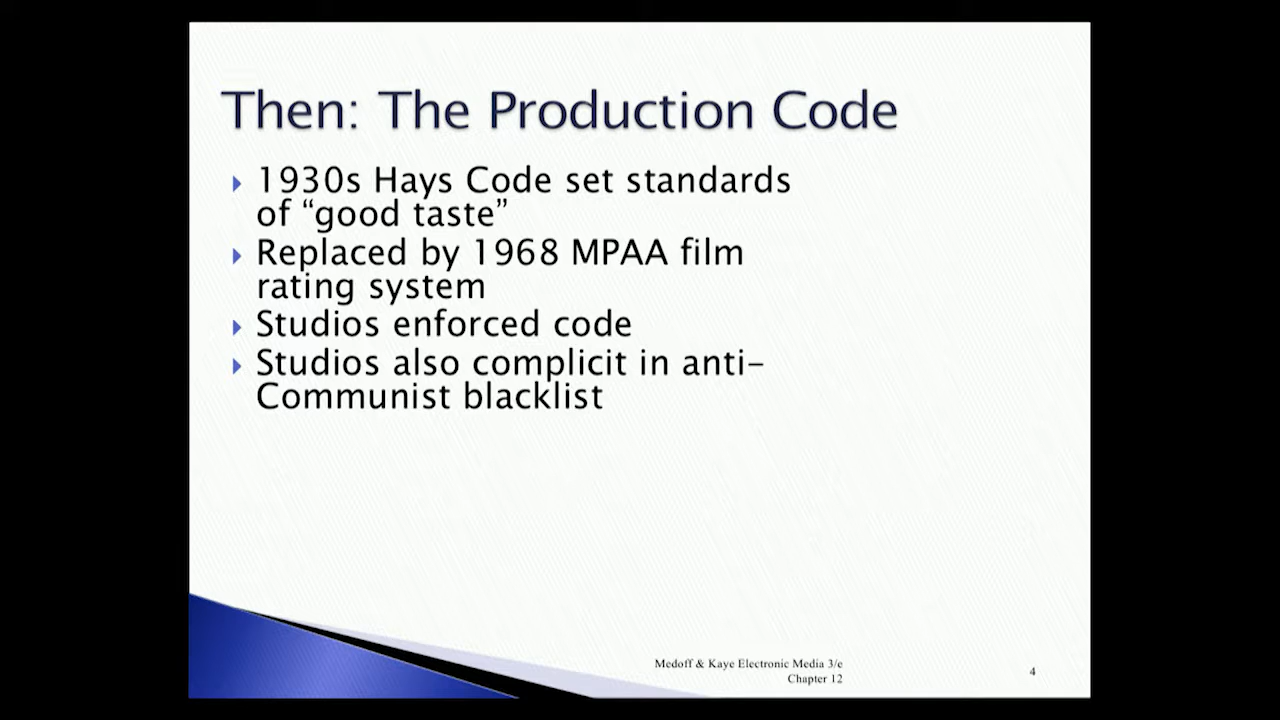 Then: The Production Code
1930s Hays Code set standards
of “good taste”
Replaced by 1968 MPAA film
rating system
Studios enforced code
Studios also complicit in anti-
Communist blacklist
Medoff & Kaye Electronic Media 3/e
Chapter 12
4